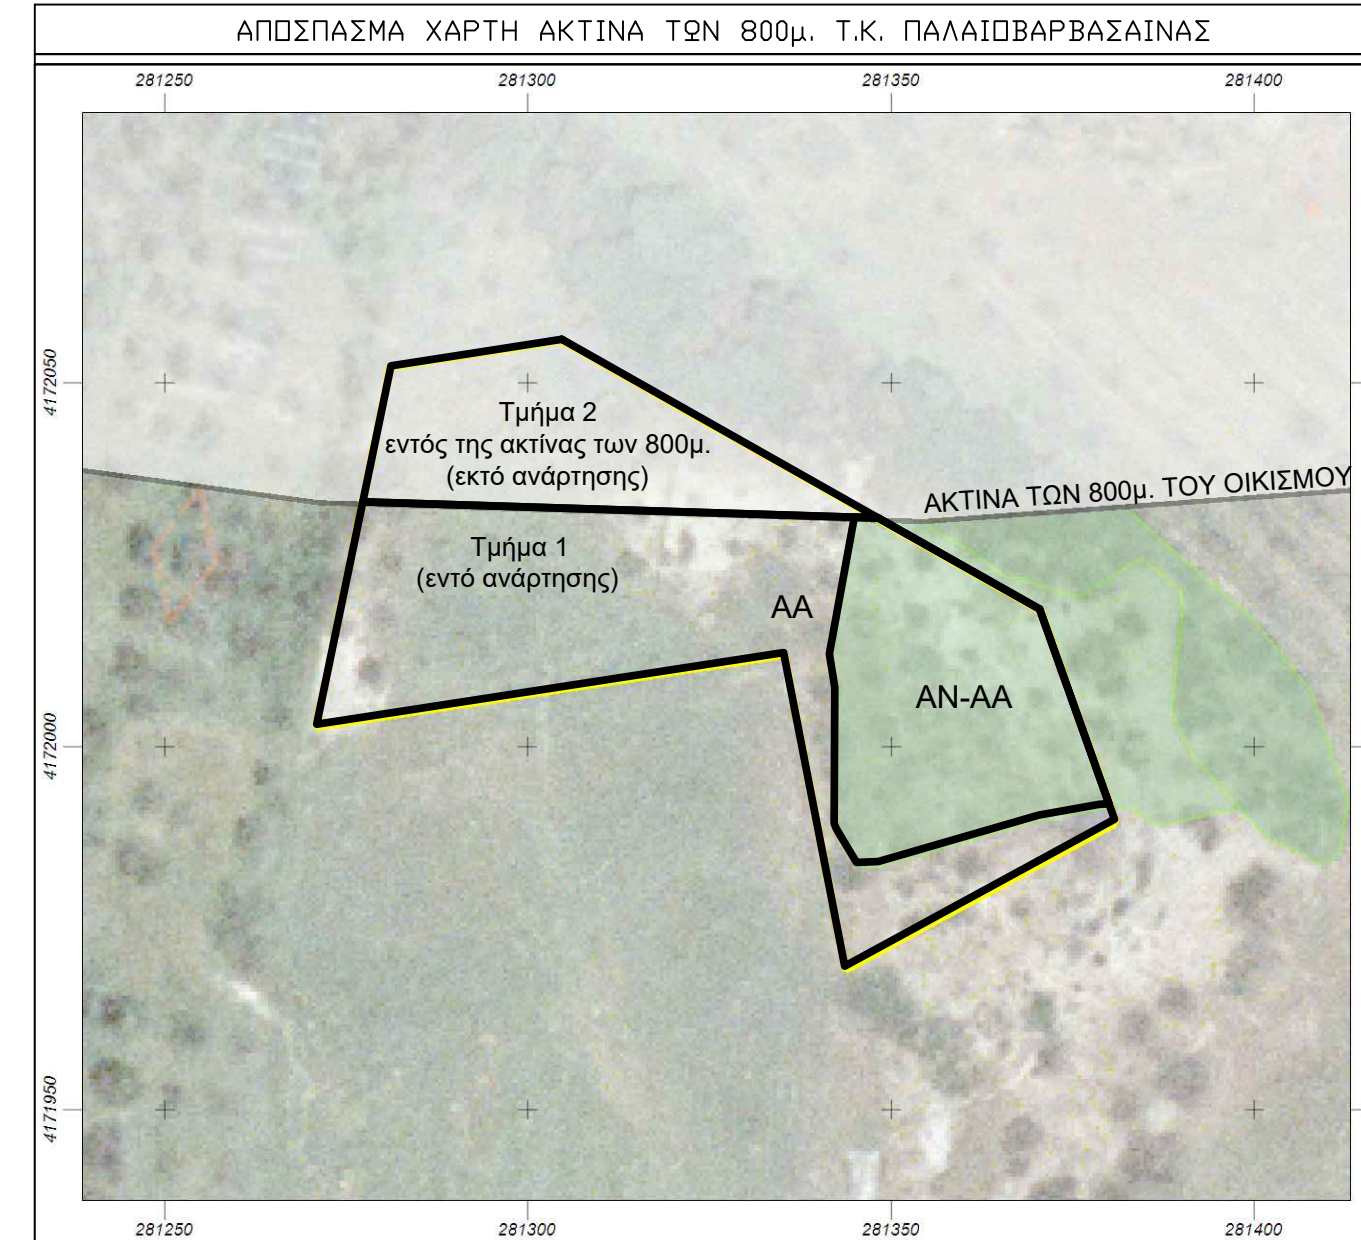 ΑΠΟΣΠΑΣΜΑ ΧΑΡΤΗ ΑΚΤΙΝΑ ΤΩΝ 800μ. Τ.Κ. ΠΑΛΑΙΟΒΑΡΒΑΣΑΙΝΑΣ
281250 281300 281350 281400
4172050
Τμήμα 2
εντός της ακτίνας των 800μ.
(εκτό ανάρτησης)
ΑΚΤΙΝΑ ΤΩΝ 800μ. ΤΟΥ ΟΙΚΙΣΜΟΥ
Τμήμα 1
(εντό ανάρτησης)
ΑΑ
ΑΝ-ΑΑ
4172000
4171950
281250 281300 281350 281400